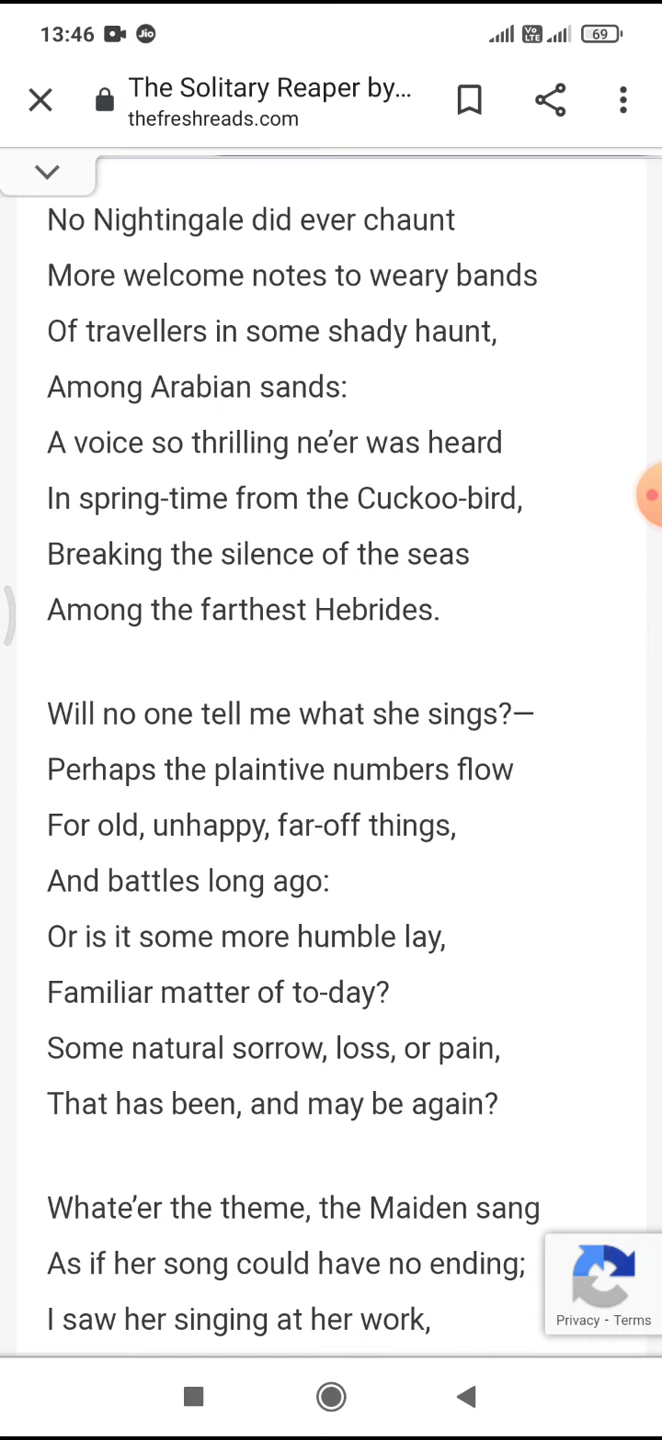 13:46 Jio Vo LTE 69
The Solitary Reaper by...
thefreshreads.com
No Nightingale did ever chaunt
More welcome notes to weary bands
Of travellers in some shady haunt,
Among Arabian sands:
A voice so thrilling ne’er was heard
In spring-time from the Cuckoo-bird,
Breaking the silence of the seas
Among the farthest Hebrides.
Will no one tell me what she sings?—
Perhaps the plaintive numbers flow
For old, unhappy, far-off things,
And battles long ago:
Or is it some more humble lay,
Familiar matter of to-day?
Some natural sorrow, loss, or pain,
That has been, and may be again?
Whate’er the theme, the Maiden sang
As if her song could have no ending;
I saw her singing at her work,
Privacy - Terms